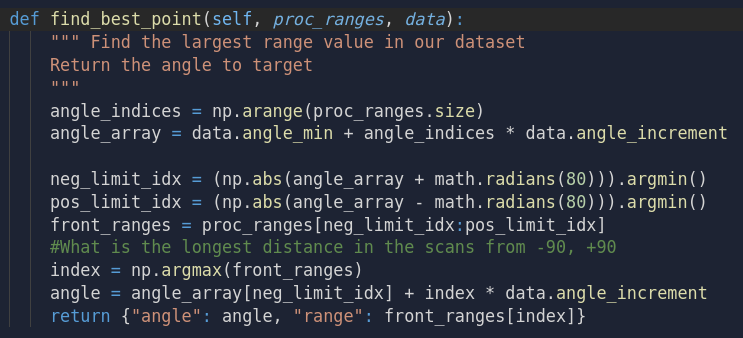 def find_best_point(self, proc_ranges, data):
""" Find the largest range value in our dataset
Return the angle to target
"""
angle_indices = np.arange(proc_ranges.size)
angle_array = data.angle_min + angle_indices * data.angle_increment
neg_limit_idx = (np.abs(angle_array + math.radians(80))).argmin()
pos_limit_idx = (np.abs(angle_array - math.radians(80))).argmin()
front_ranges = proc_ranges[neg_limit_idx:pos_limit_idx]
#What is the longest distance in the scans from -90, +90
index = np.argmax(front_ranges)
angle = angle_array[neg_limit_idx] + index * data.angle_increment
return {"angle": angle, "range": front_ranges[index]}